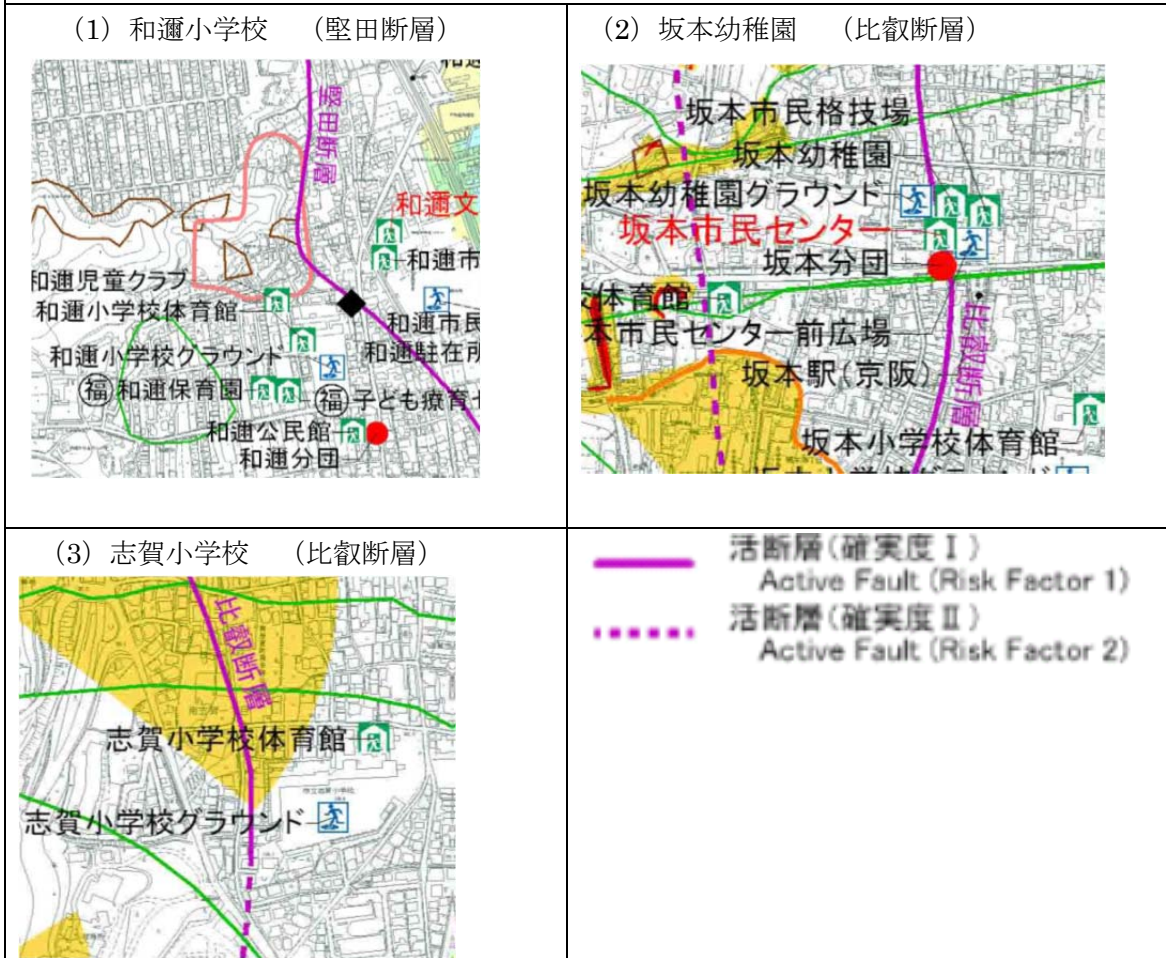 (1) 和邇小学校 (堅田断層)
堅田断層
和邇文
和邇市
和邇児童クラブ
和邇小学校体育館
和邇市民
和邇駐在所
和邇小学校グラウンド
福 和邇保育園
福 子ども療育セ
和邇公民館
和邇分団
(2) 坂本幼稚園 (比叡断層)
坂本市民格技場
坂本幼稚園
坂本幼稚園グラウンド
坂本市民センター
坂本分団
体育館
本市民センター前広場
比叡断層
坂本駅(京阪)
坂本小学校体育館
(3) 志賀小学校 (比叡断層)
比叡断層
志賀小学校体育館
志賀小学校グラウンド
活断層(確実度Ⅰ)
Active Fault (Risk Factor 1)
活断層(確実度Ⅱ)
Active Fault (Risk Factor 2)